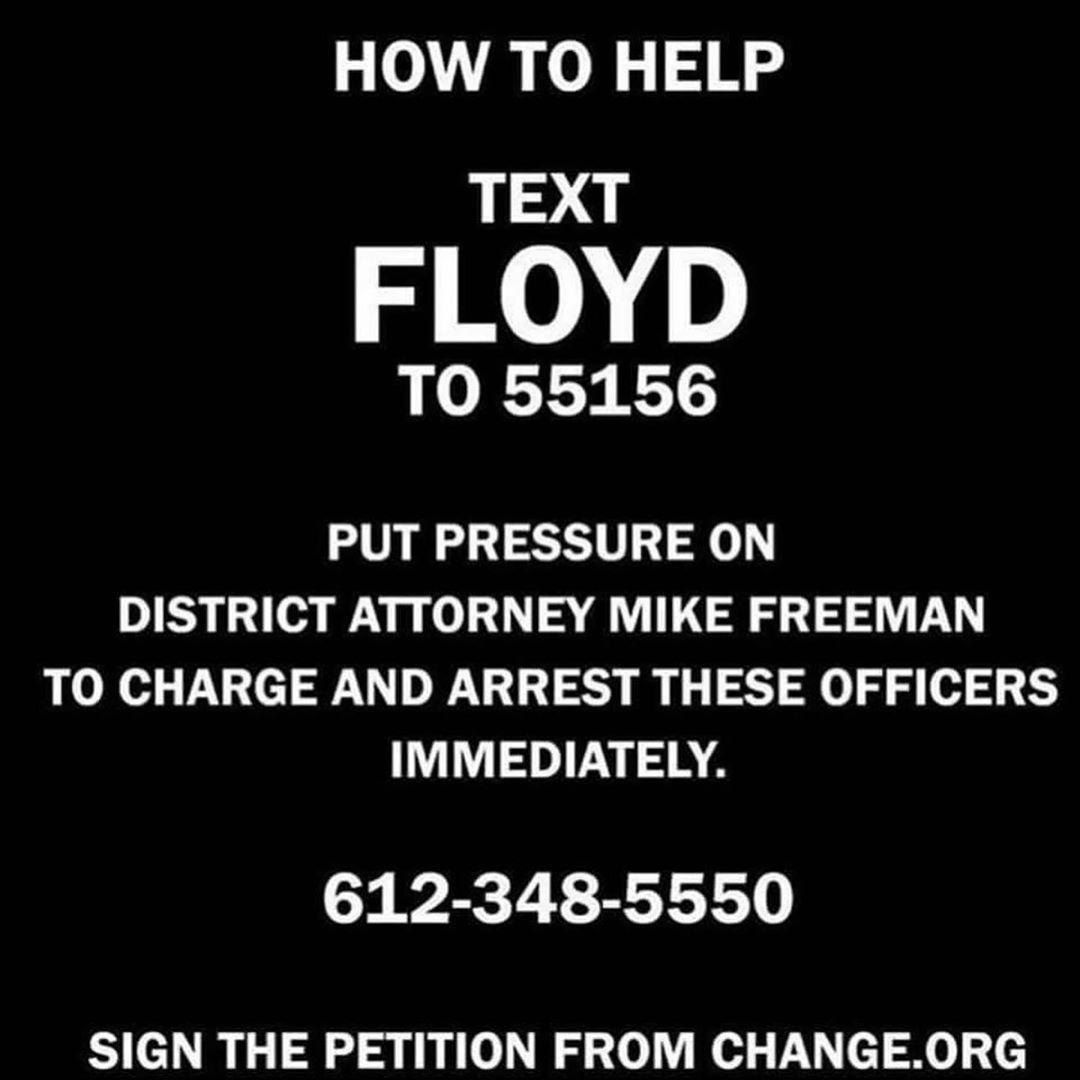 HOW TO HELP
TEXT
FLOYD
TO 55156
PUT PRESSURE ON
DISTRICT ATTORNEY MIKE FREEMAN
TO CHARGE AND ARREST THESE OFFICERS
IMMEDIATELY.
612-348-5550
SIGN THE PETITION FROM CHANGE.ORG